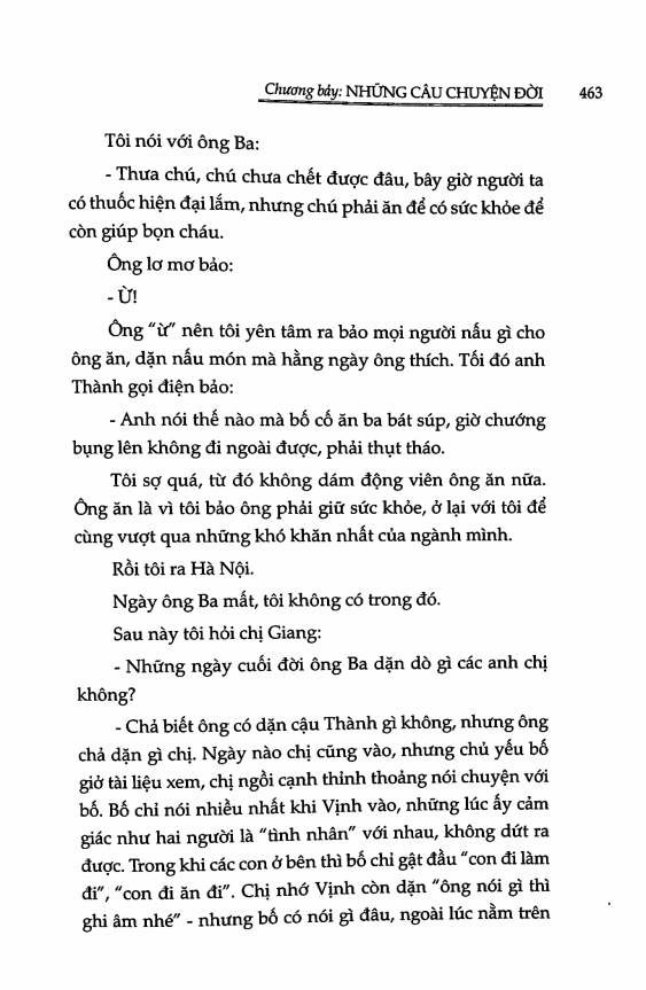 Chương bảy: NHỮNG CÂU CHUYỆN ĐỜI 463
Tôi nói với ông Ba:
- Thưa chú, chú chưa chết được đâu, bây giờ người ta
có thuốc hiện đại lắm, nhưng chú phải ăn để có sức khỏe để
còn giúp bọn cháu.
Ông lơ mơ bảo:
- Ừ!
Ông "ừ" nên tôi yên tâm ra bảo mọi người nấu gì cho
ông ăn, dặn nấu món mà hằng ngày ông thích. Tối đó anh
Thành gọi điện bảo:
- Anh nói thế nào mà bố cố ăn ba bát súp, giờ chướng
bụng lên không đi ngoài được, phải thụt tháo.
Tôi sợ quá, từ đó không dám động viên ông ăn nữa.
Ông ăn là vì tôi bảo ông phải giữ sức khỏe, ở lại với tôi để
cùng vượt qua những khó khăn nhất của ngành mình.
Rồi tôi ra Hà Nội.
Ngày ông Ba mất, tôi không có trong đó.
Sau này tôi hỏi chị Giang:
- Những ngày cuối đời ông Ba dặn dò gì các anh chị
không?
- Chả biết ông có dặn cậu Thành gì không, nhưng ông
chả dặn gì chị. Ngày nào chị cũng vào, nhưng chủ yếu bố
giở tài liệu xem, chị ngồi cạnh thỉnh thoảng nói chuyện với
bố. Bố chỉ nói nhiều nhất khi Vịnh vào, những lúc ấy cảm
giác như hai người là "tình nhân" với nhau, không dứt ra
được. Trong khi các con ở bên thì bố chỉ gật đầu "con đi làm
đi", "con đi ăn đi". Chị nhớ Vịnh còn dặn "ông nói gì thì
ghi âm nhé" - nhưng bố có nói gì đâu, ngoài lúc nằm trên